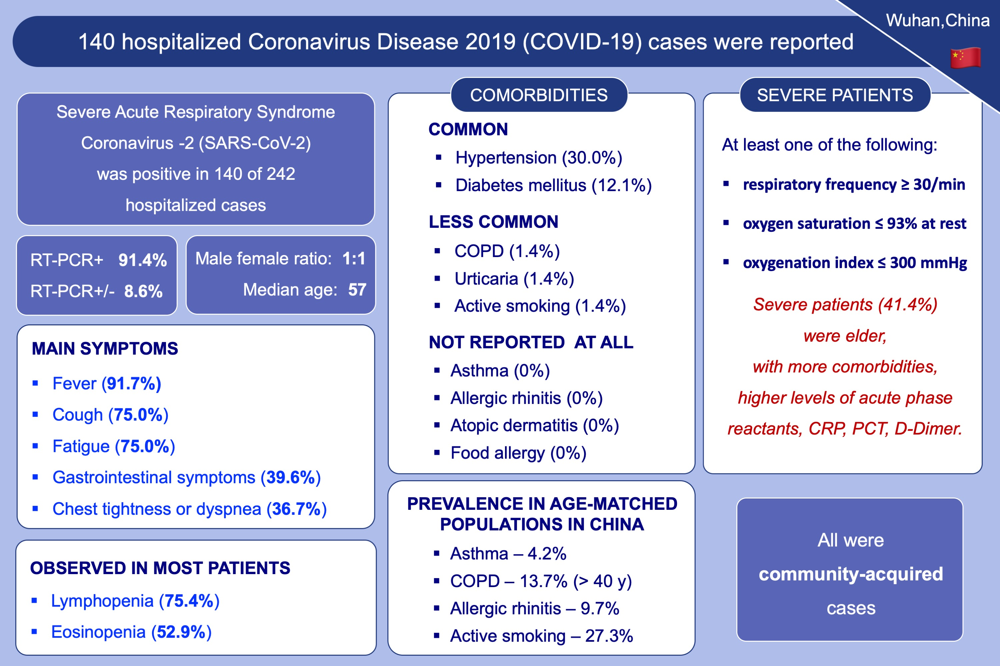 Wuhan,China
140 hospitalized Coronavirus Disease 2019 (COVID-19) cases were reported
Severe Acute Respiratory Syndrome
Coronavirus -2 (SARS-CoV-2)
was positive in 140 of 242
hospitalized cases
RT-PCR+ 91.4%
RT-PCR+/- 8.6%
Male female ratio: 1:1
Median age: 57
MAIN SYMPTOMS
▪ Fever (91.7%)
▪ Cough (75.0%)
▪ Fatigue (75.0%)
▪ Gastrointestinal symptoms (39.6%)
▪ Chest tightness or dyspnea (36.7%)
OBSERVED IN MOST PATIENTS
▪ Lymphopenia (75.4%)
▪ Eosinopenia (52.9%)
COMORBIDITIES
COMMON
▪ Hypertension (30.0%)
▪ Diabetes mellitus (12.1%)
LESS COMMON
▪ COPD (1.4%)
▪ Urticaria (1.4%)
▪ Active smoking (1.4%)
NOT REPORTED AT ALL
▪ Asthma (0%)
▪ Allergic rhinitis (0%)
▪ Atopic dermatitis (0%)
▪ Food allergy (0%)
PREVALENCE IN AGE-MATCHED
POPULATIONS IN CHINA
▪ Asthma – 4.2%
▪ COPD – 13.7% (> 40 y)
▪ Allergic rhinitis – 9.7%
▪ Active smoking – 27.3%
SEVERE PATIENTS
At least one of the following:
▪ respiratory frequency ≥ 30/min
▪ oxygen saturation ≤ 93% at rest
▪ oxygenation index ≤ 300 mmHg
Severe patients (41.4%)
were elder,
with more comorbidities,
higher levels of acute phase
reactants, CRP, PCT, D-Dimer.
All were
community-acquired
cases